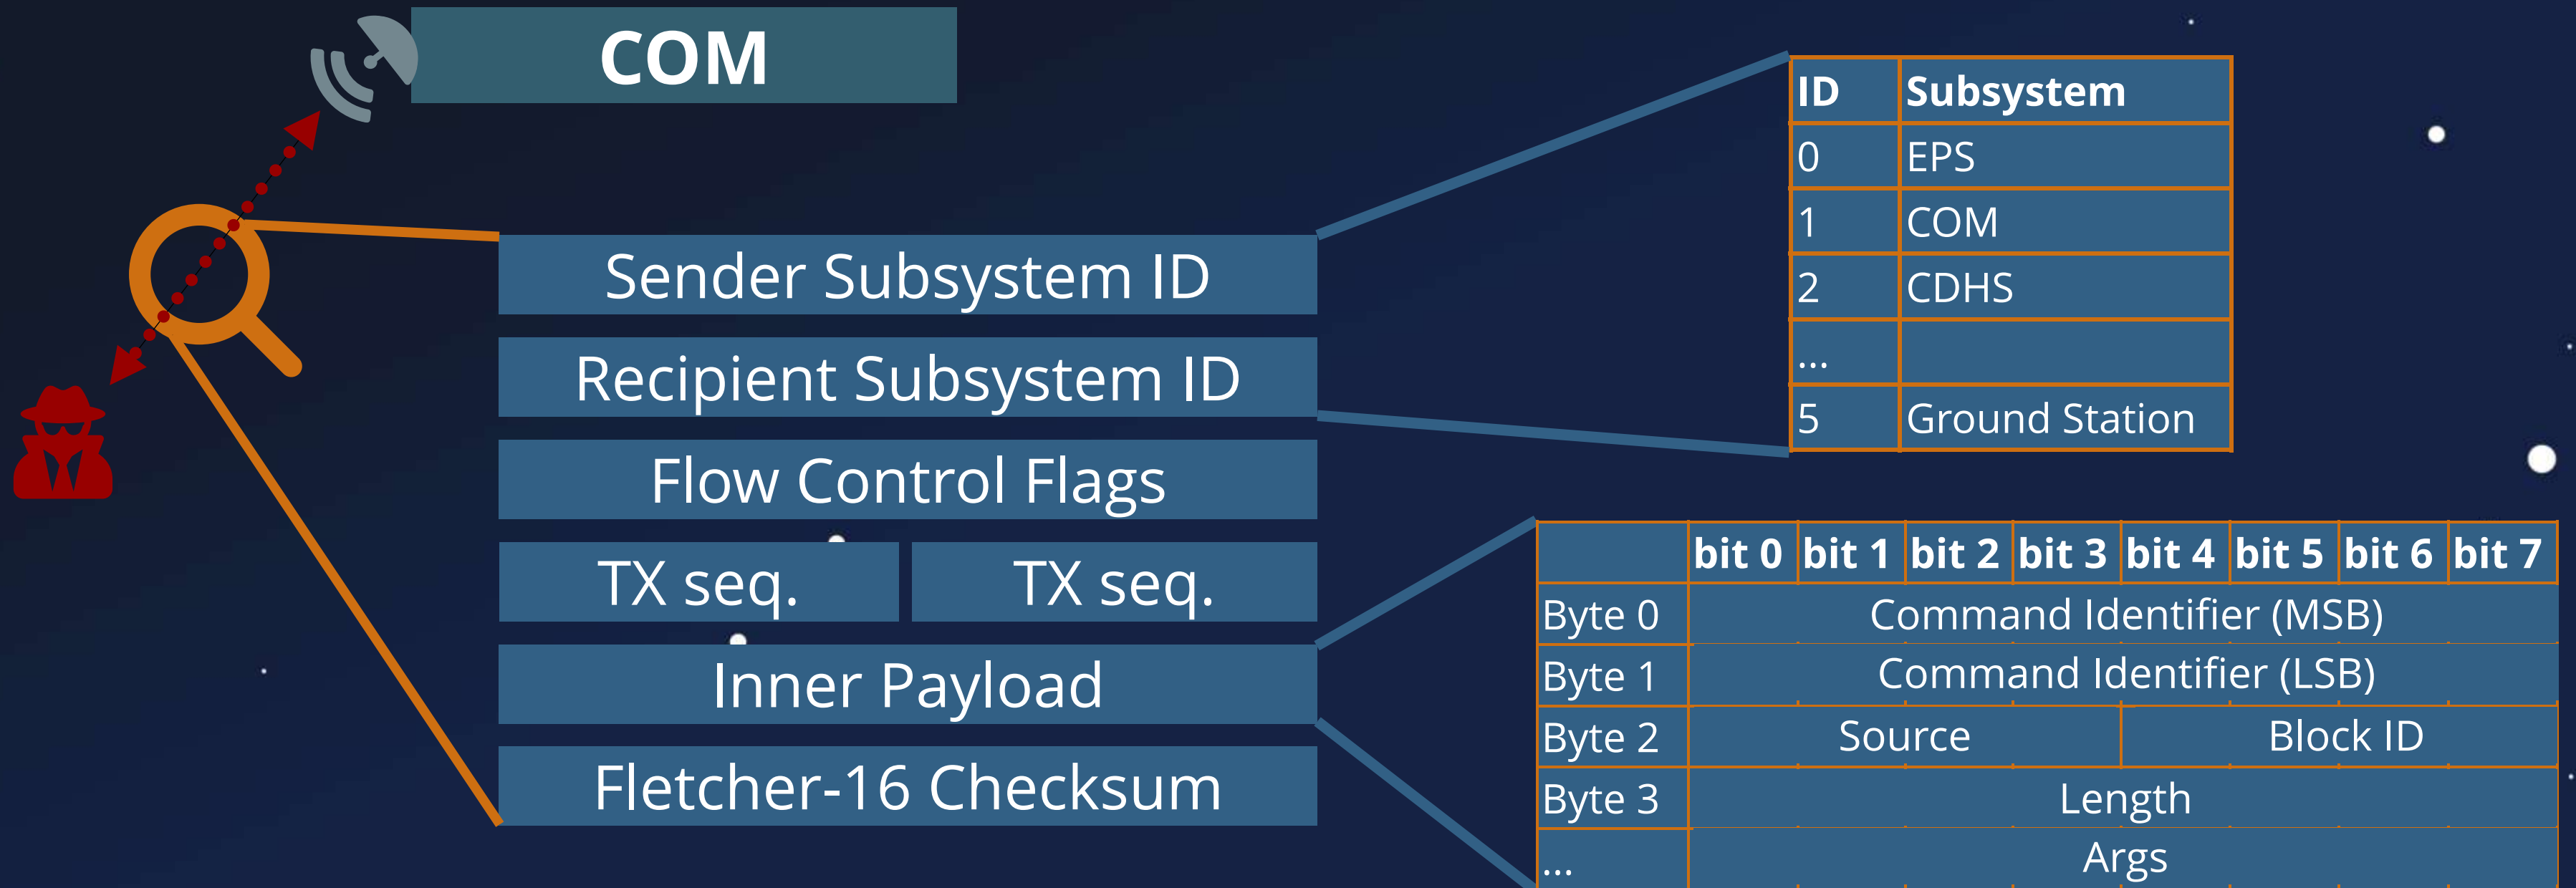 COM
Sender Subsystem ID
Recipient Subsystem ID
Flow Control Flags
TX seq. TX seq.
Inner Payload
Fletcher-16 Checksum
ID Subsystem
0 EPS
1 COM
2 CDHS
...
5 Ground Station
bit 0 bit 1 bit 2 bit 3 bit 4 bit 5 bit 6 bit 7
Byte 0 Command Identifier (MSB)
Byte 1 Command Identifier (LSB)
Byte 2 Source Block ID
Byte 3 Length
... Args